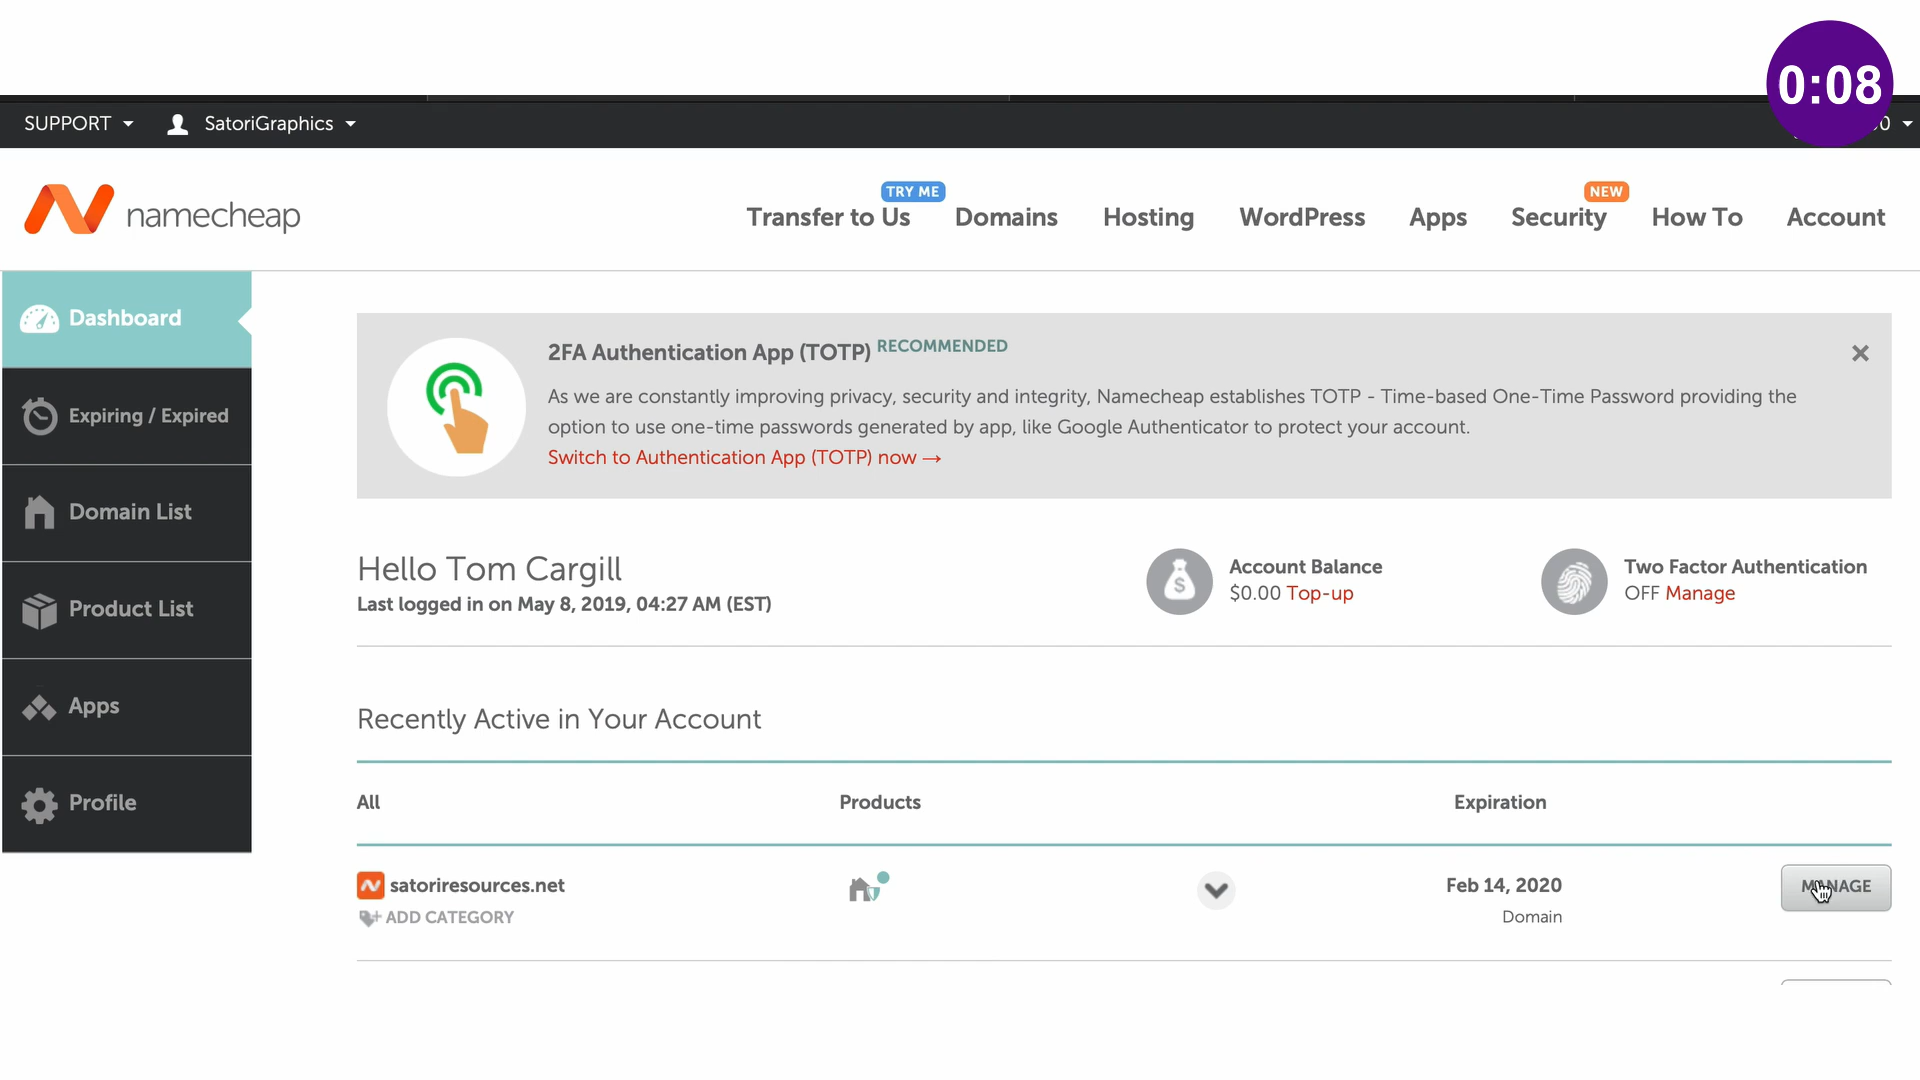 0:08
SUPPORT
SatoriGraphics
0
TRY ME
NEW
namecheap
Transfer to Us
Domains
Hosting
WordPress
Apps
Security
How To
Account
Dashboard
Expiring / Expired
Domain List
Product List
Apps
Profile
2FA Authentication App (TOTP) RECOMMENDED
As we are constantly improving privacy, security and integrity, Namecheap establishes TOTP - Time-based One-Time Password providing the
option to use one-time passwords generated by app, like Google Authenticator to protect your account.
Switch to Authentication App (TOTP) now →
Hello Tom Cargill
Last logged in on May 8, 2019, 04:27 AM (EST)
Account Balance
$0.00 Top-up
Two Factor Authentication
OFF Manage
Recently Active in Your Account
All
Products
Expiration
satoriresources.net
ADD CATEGORY
Feb 14, 2020
Domain
MANAGE